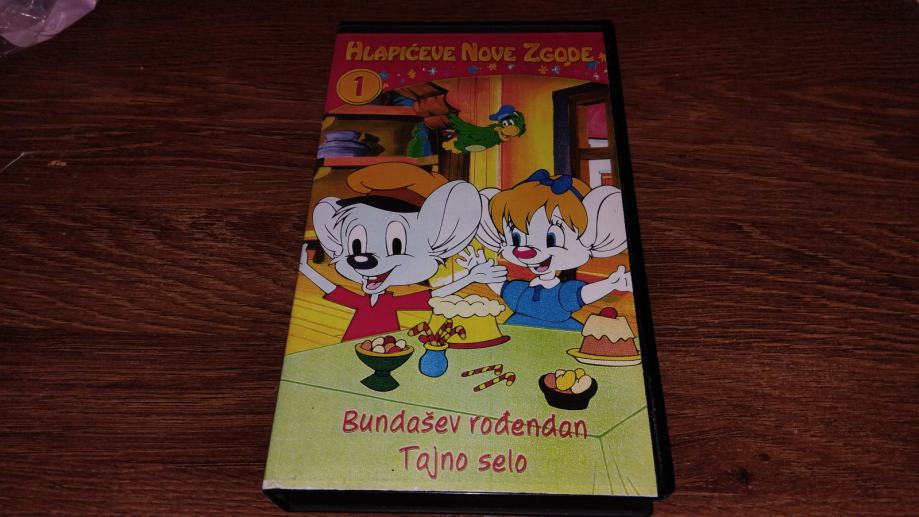 HLAPIĆEVE NOVE ZGODE
1
Bundašev rođendan
Tajno selo